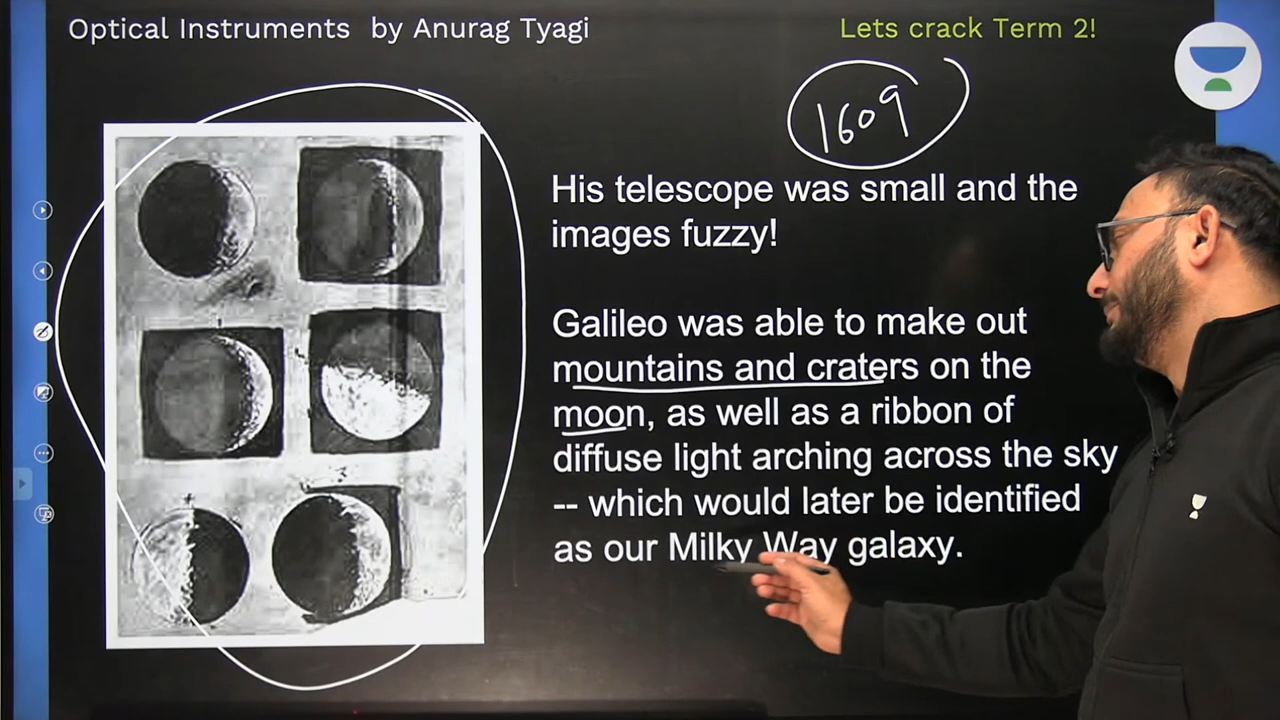 Optical Instruments by Anurag Tyagi
Lets crack Term 2!
1609
His telescope was small and the
images fuzzy!
Galileo was able to make out
mountains and craters on the
moon, as well as a ribbon of
diffuse light arching across the sky
-- which would later be identified
as our Milky Way galaxy.